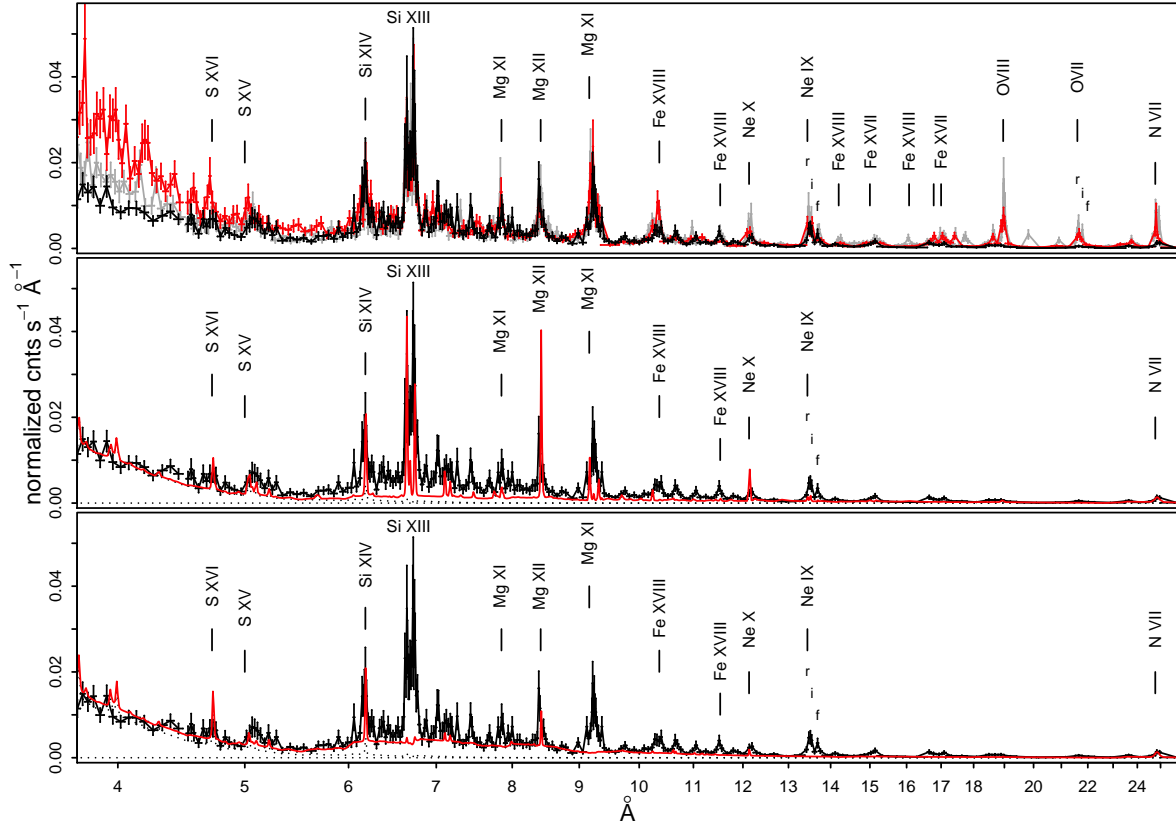 normalized cnts s−1 Å−1
0.00 0.02 0.04
S XVI
S XV
Si XIV
Si XIII
Mg XI
Mg XII
Mg XI
Fe XVIII
Fe XVIII
Ne X
Ne IX
r
i
f
Fe XVIII
Fe XVII
Fe XVIII
Fe XVII
OVIII
OVII
r
i
f
N VII
0.00 0.02 0.04
S XVI
S XV
Si XIV
Si XIII
Mg XI
Mg XII
Mg XI
Fe XVIII
Fe XVIII
Ne X
Ne IX
r
i
f
N VII
0.00 0.02 0.04
S XVI
S XV
Si XIV
Si XIII
Mg XI
Mg XII
Mg XI
Fe XVIII
Fe XVIII
Ne X
Ne IX
r
i
f
N VII
4 5 6 7 8 9 10 11 12 13 14 15 16 17 18 20 22 24
Å